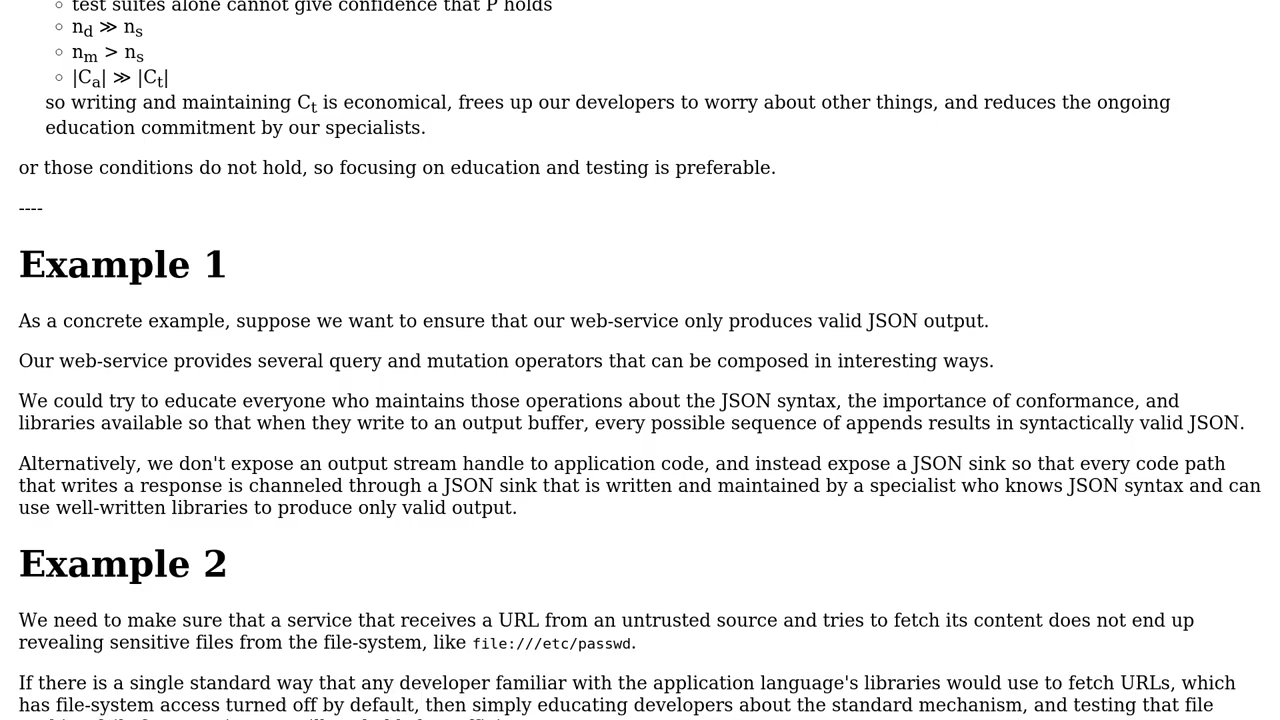 test suites alone cannot give confidence that P holds
n_d ≫ n_s
n_m > n_s
|C_a| ≫ |C_t|
so writing and maintaining C_t is economical, frees up our developers to worry about other things, and reduces the ongoing
education commitment by our specialists.
or those conditions do not hold, so focusing on education and testing is preferable.
----
Example 1
As a concrete example, suppose we want to ensure that our web-service only produces valid JSON output.
Our web-service provides several query and mutation operators that can be composed in interesting ways.
We could try to educate everyone who maintains those operations about the JSON syntax, the importance of conformance, and
libraries available so that when they write to an output buffer, every possible sequence of appends results in syntactically valid JSON.
Alternatively, we don't expose an output stream handle to application code, and instead expose a JSON sink so that every code path
that writes a response is channeled through a JSON sink that is written and maintained by a specialist who knows JSON syntax and can
use well-written libraries to produce only valid output.
Example 2
We need to make sure that a service that receives a URL from an untrusted source and tries to fetch its content does not end up
revealing sensitive files from the file-system, like file:///etc/passwd.
If there is a single standard way that any developer familiar with the application language's libraries would use to fetch URLs, which
has file-system access turned off by default, then simply educating developers about the standard mechanism, and testing that file